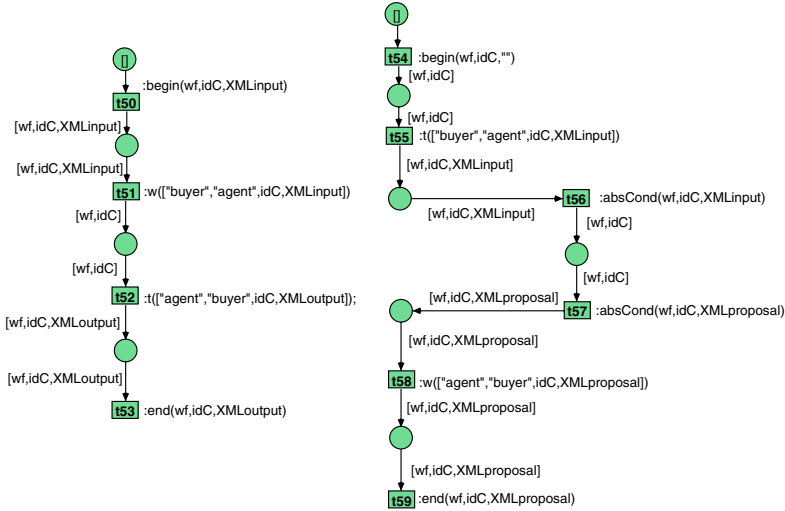 []
:begin(wf,idC,XMLinput)
t50
[wf,idC,XMLinput]
[wf,idC,XMLinput]
t51 :w(["buyer","agent",idC,XMLinput])
[wf,idC]
[wf,idC]
t52 :t(["agent","buyer",idC,XMLoutput]);
[wf,idC,XMLoutput]
[wf,idC,XMLoutput]
t53 :end(wf,idC,XMLoutput)
[]
t54 :begin(wf,idC,"")
[wf,idC]
[wf,idC]
t55 :t(["buyer","agent",idC,XMLinput])
[wf,idC,XMLinput]
[wf,idC,XMLinput]
t56 :absCond(wf,idC,XMLinput)
[wf,idC]
[wf,idC]
t57 :absCond(wf,idC,XMLproposal)
[wf,idC,XMLproposal]
[wf,idC,XMLproposal]
t58 :w(["agent","buyer",idC,XMLproposal])
[wf,idC,XMLproposal]
[wf,idC,XMLproposal]
t59 :end(wf,idC,XMLproposal)